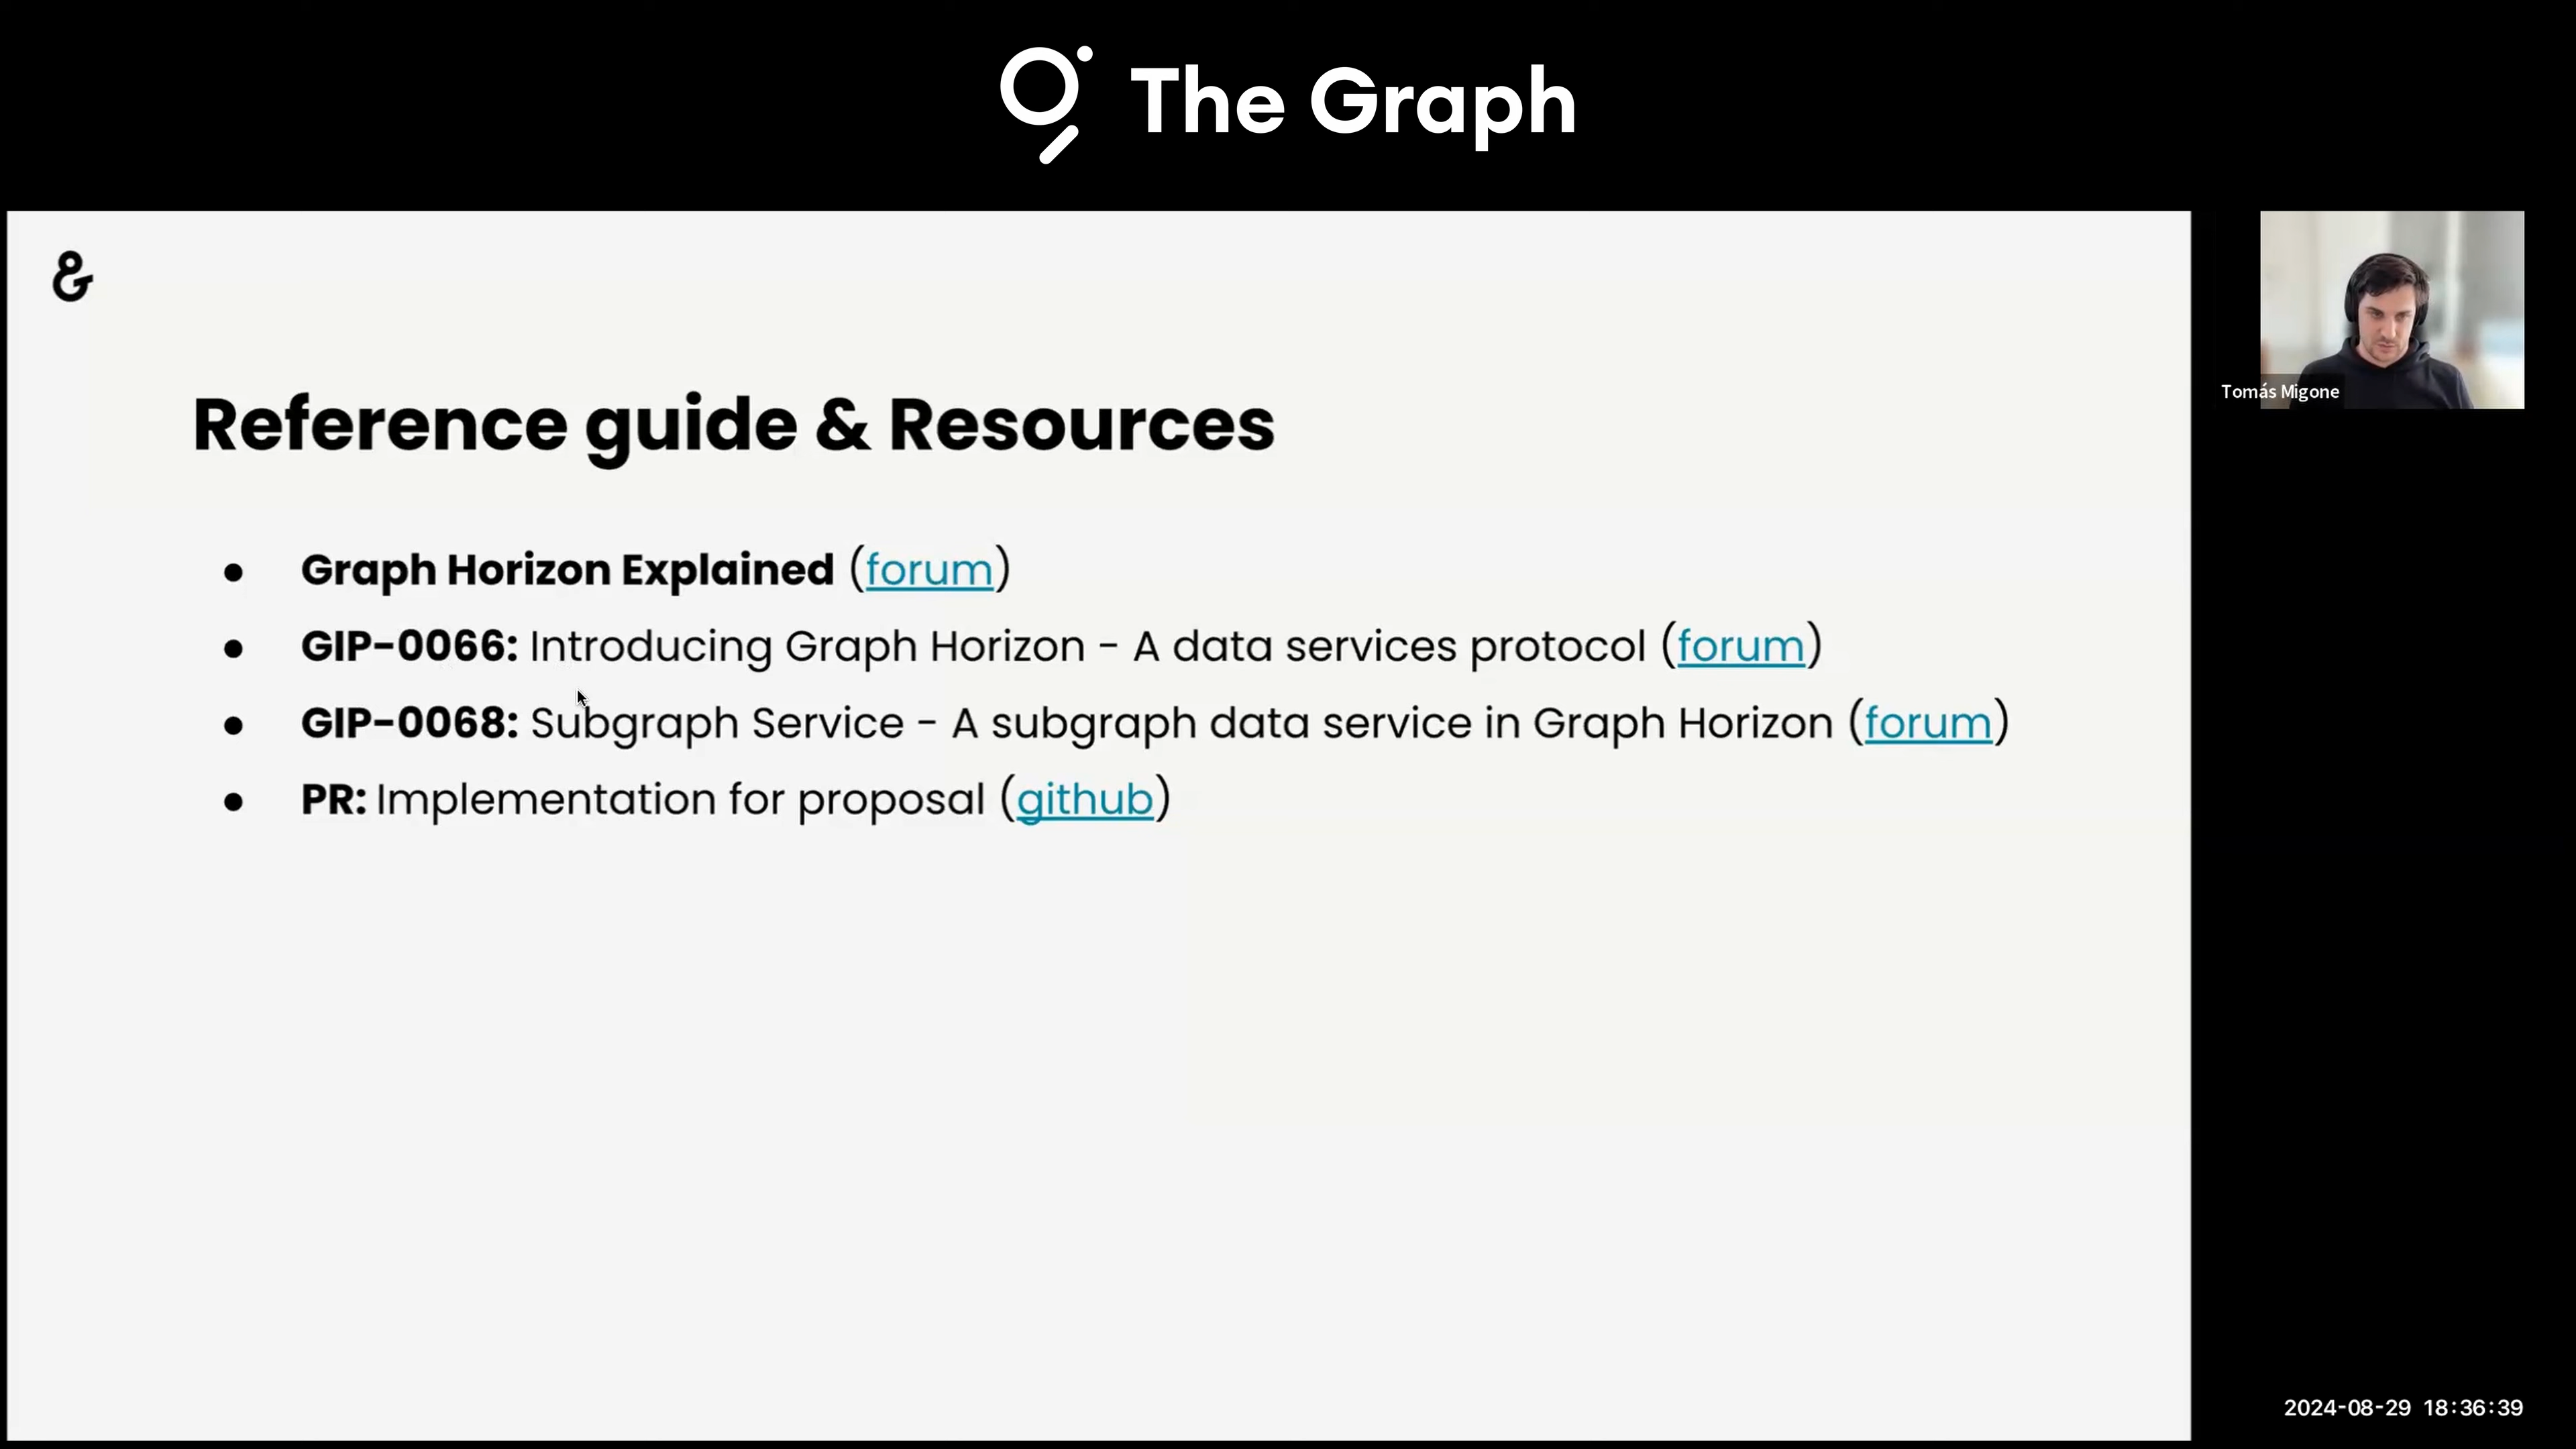 The Graph
&
Reference guide & Resources
● Graph Horizon Explained (forum)
● GIP-0066: Introducing Graph Horizon - A data services protocol (forum)
● GIP-0068: Subgraph Service - A subgraph data service in Graph Horizon (forum)
● PR: Implementation for proposal (github)
Tomás Migone
2024-08-29 18:36:39